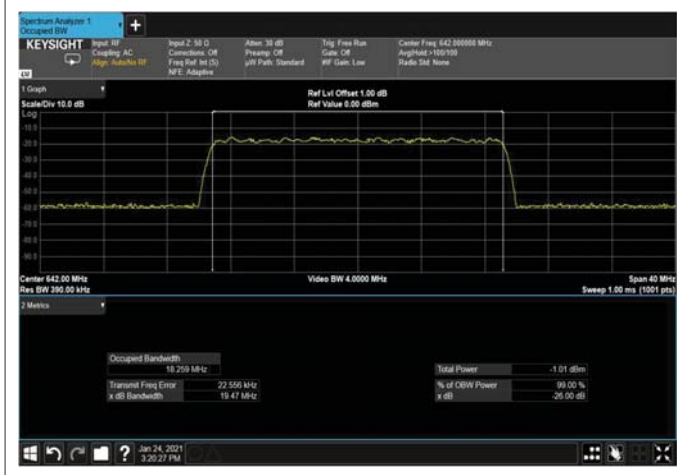 Spectrum Analyzer 1
Occupied BW
KEYSIGHT
Input: RF
Coupling: AC
Align: Auto/No RF
Input Z: 50 Ω
Corrections: Off
Freq Ref: Int (S)
NFE: Adaptive
Atten: 30 dB
Preamp: Off
µW Path: Standard
Trig: Free Run
Gate: Off
#IF Gain: Low
Center Freq: 642.000000 MHz
Avg|Hold:>100/100
Radio Std: None
1 Graph
Scale/Div 10.0 dB
Ref Lvl Offset 1.00 dB
Ref Value 0.00 dBm
Log
-10.0
-20.0
-30.0
-40.0
-50.0
-60.0
-70.0
-80.0
-90.0
Center 642.00 MHz
Video BW 4.0000 MHz
Span 40 MHz
Res BW 390.00 kHz
Sweep 1.00 ms (1001 pts)
2 Metrics
Occupied Bandwidth
18.259 MHz
Total Power -1.01 dBm
Transmit Freq Error 22.556 kHz
% of OBW Power 99.00 %
x dB Bandwidth 19.47 MHz
x dB -26.00 dB
Jan 24, 2021
3:20:27 PM